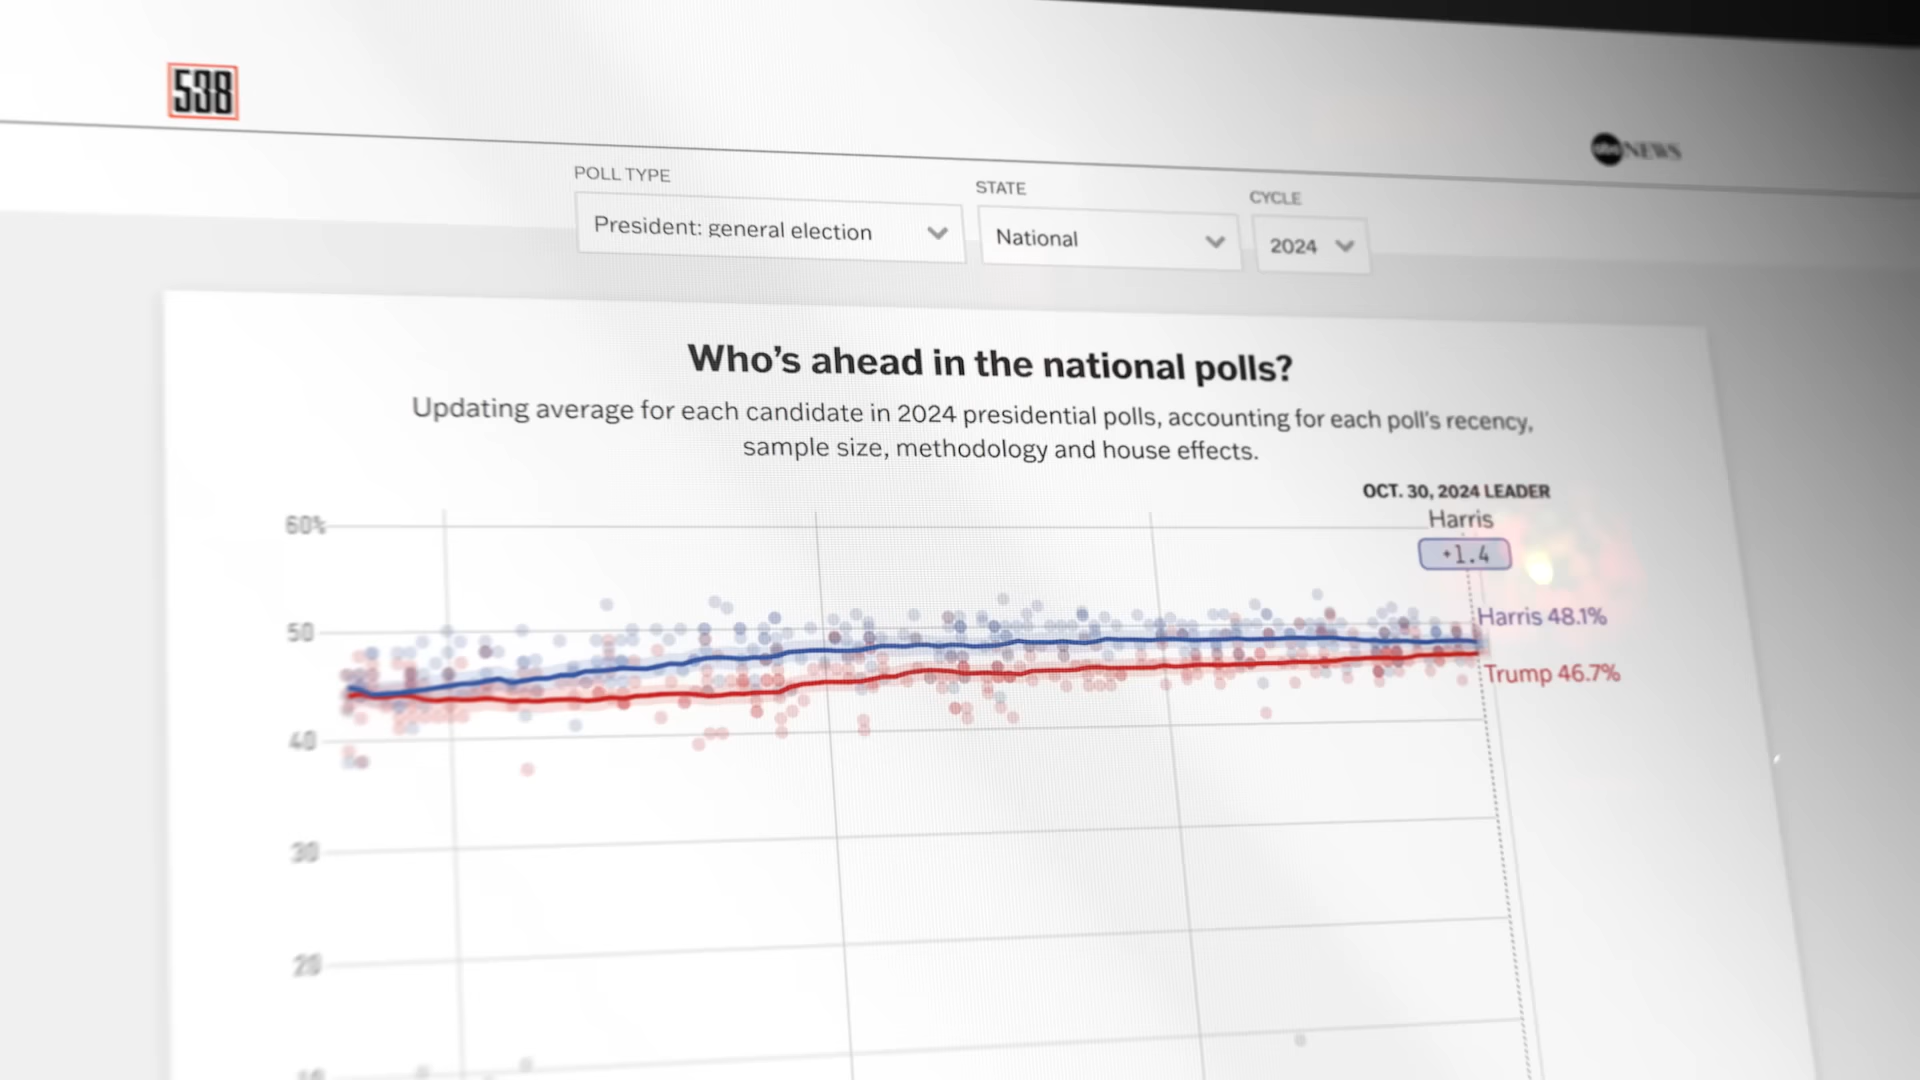 538
abc NEWS
POLL TYPE
STATE
CYCLE
President: general election
National
2024
Who's ahead in the national polls?
Updating average for each candidate in 2024 presidential polls, accounting for each poll's recency,
sample size, methodology and house effects.
OCT. 30, 2024 LEADER
Harris
+1.4
60%
50
40
30
20
Harris 48.1%
Trump 46.7%